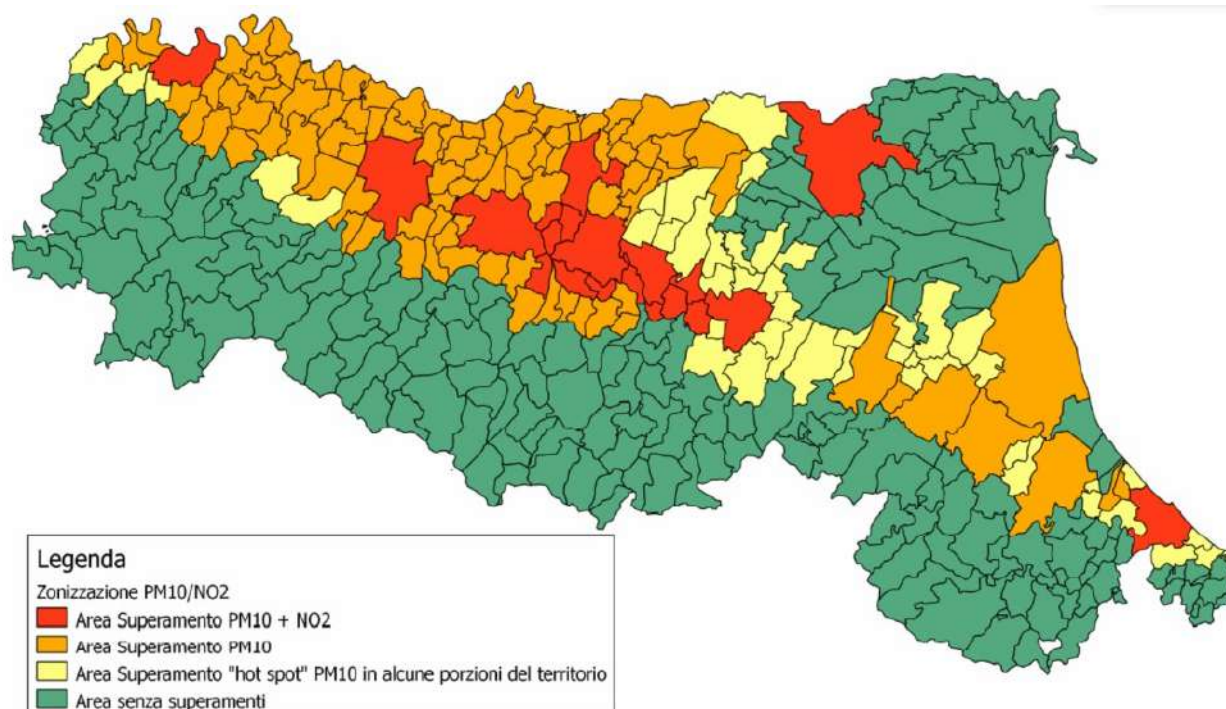 Legenda
Zonizzazione PM10/NO2
Area Superamento PM10 + NO2
Area Superamento PM10
Area Superamento "hot spot" PM10 in alcune porzioni del territorio
Area senza superamenti